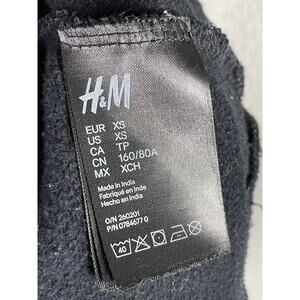 H&M
EUR XS
US XS
CA TP
CN 160/80A
MX XCH
Made in India
Fabriqué en Inde
Hecho en India
O/N 260201
P/N 0784677 0
40